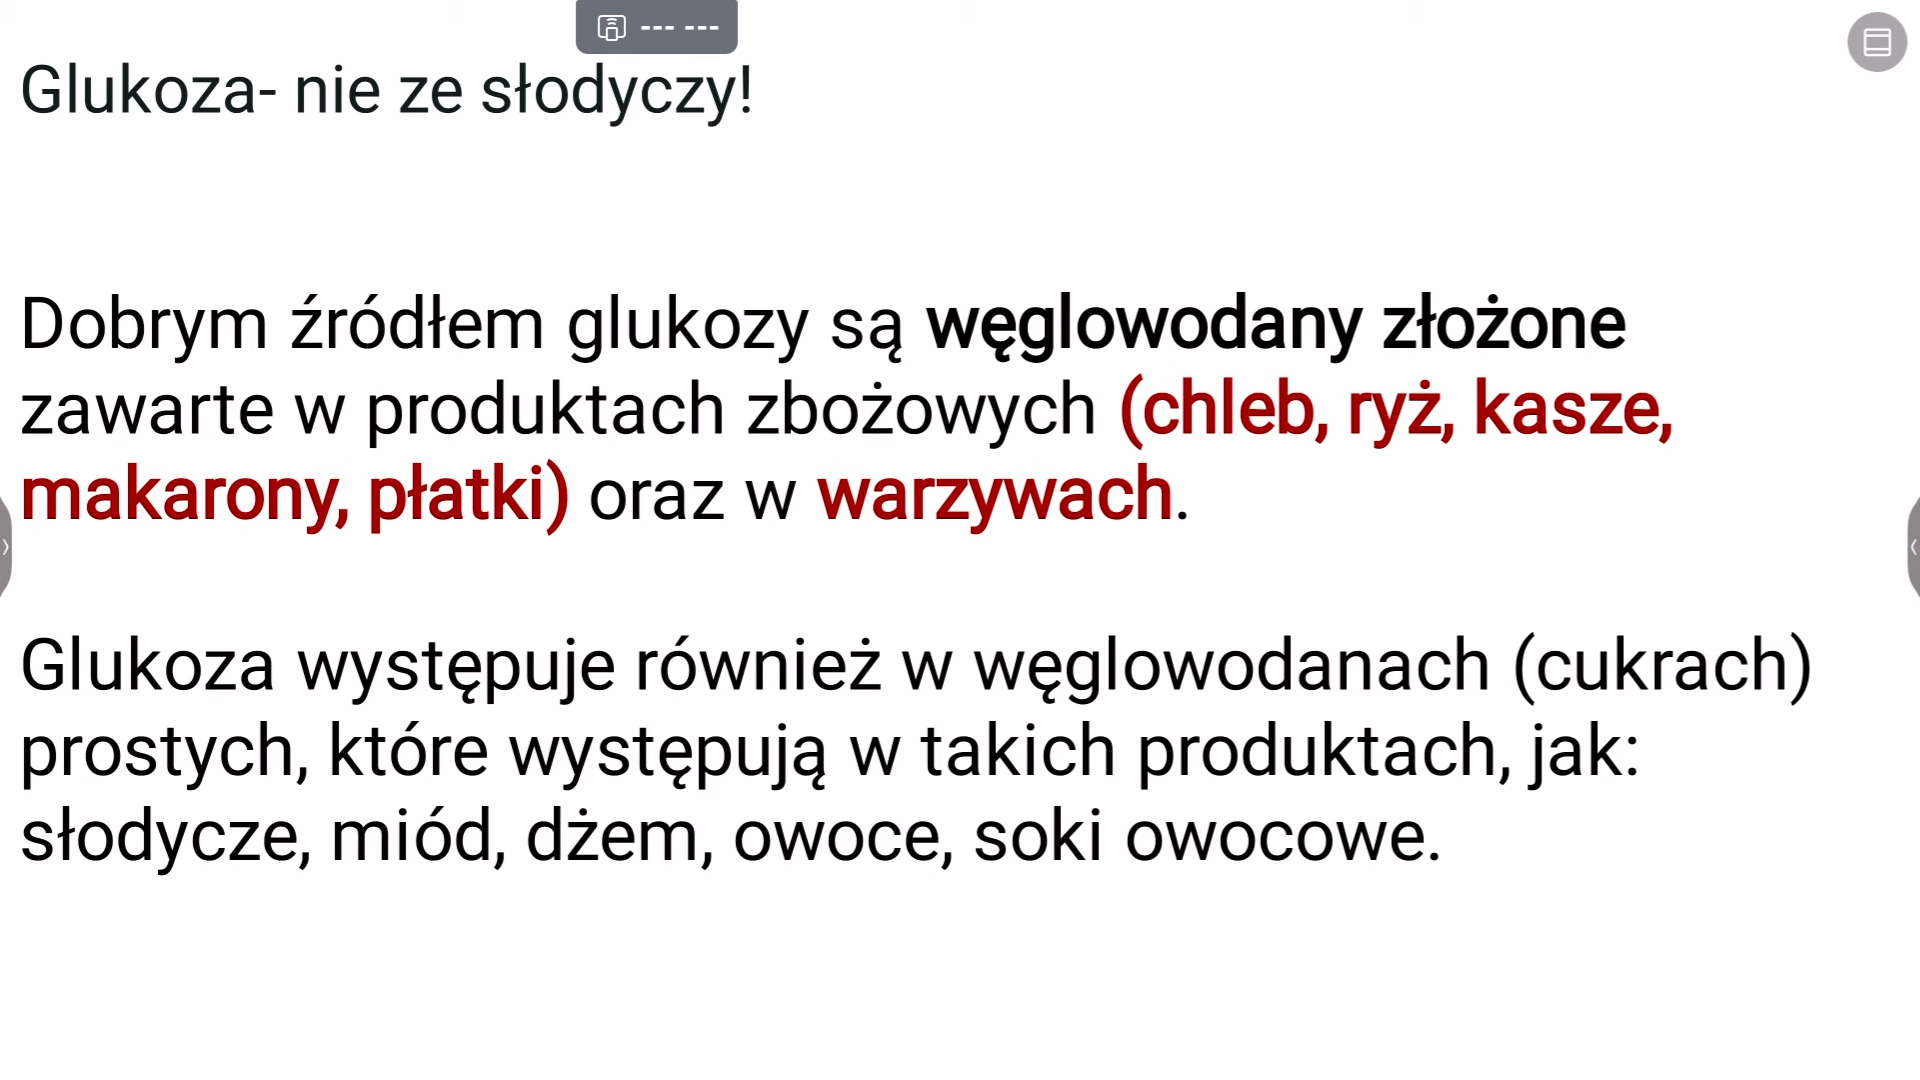 --- ---
Glukoza- nie ze słodyczy!
Dobrym źródłem glukozy są węglowodany złożone
zawarte w produktach zbożowych (chleb, ryż, kasze,
makarony, płatki) oraz w warzywach.
Glukoza występuje również w węglowodanach (cukrach)
prostych, które występują w takich produktach, jak:
słodycze, miód, dżem, owoce, soki owocowe.